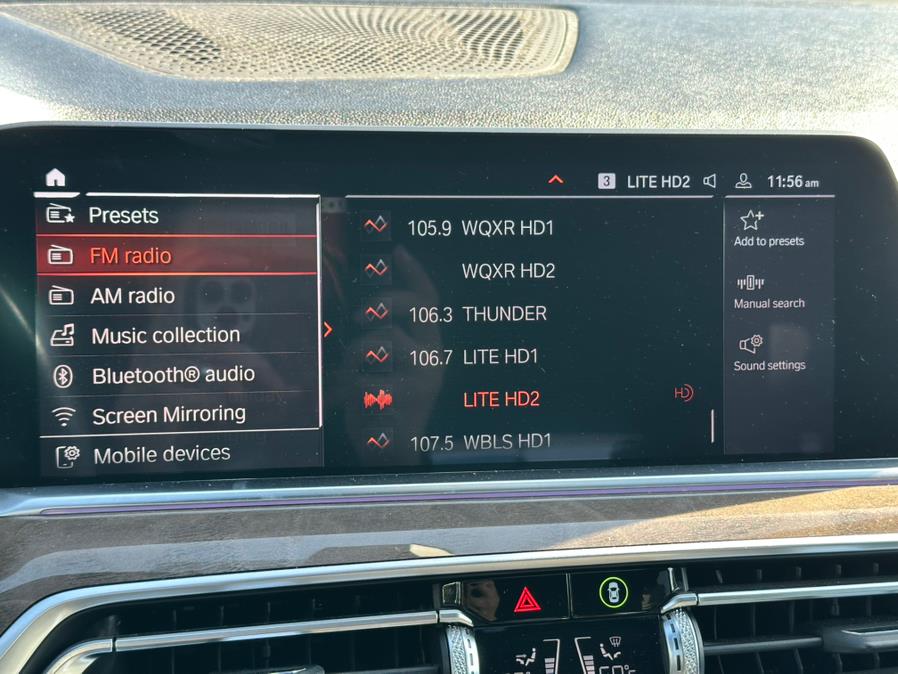 3 LITE HD2 11:56 am
Presets
FM radio
AM radio
Music collection
Bluetooth® audio
Screen Mirroring
Mobile devices
105.9 WQXR HD1
WQXR HD2
106.3 THUNDER
106.7 LITE HD1
LITE HD2 HD
107.5 WBLS HD1
Add to presets
Manual search
Sound settings